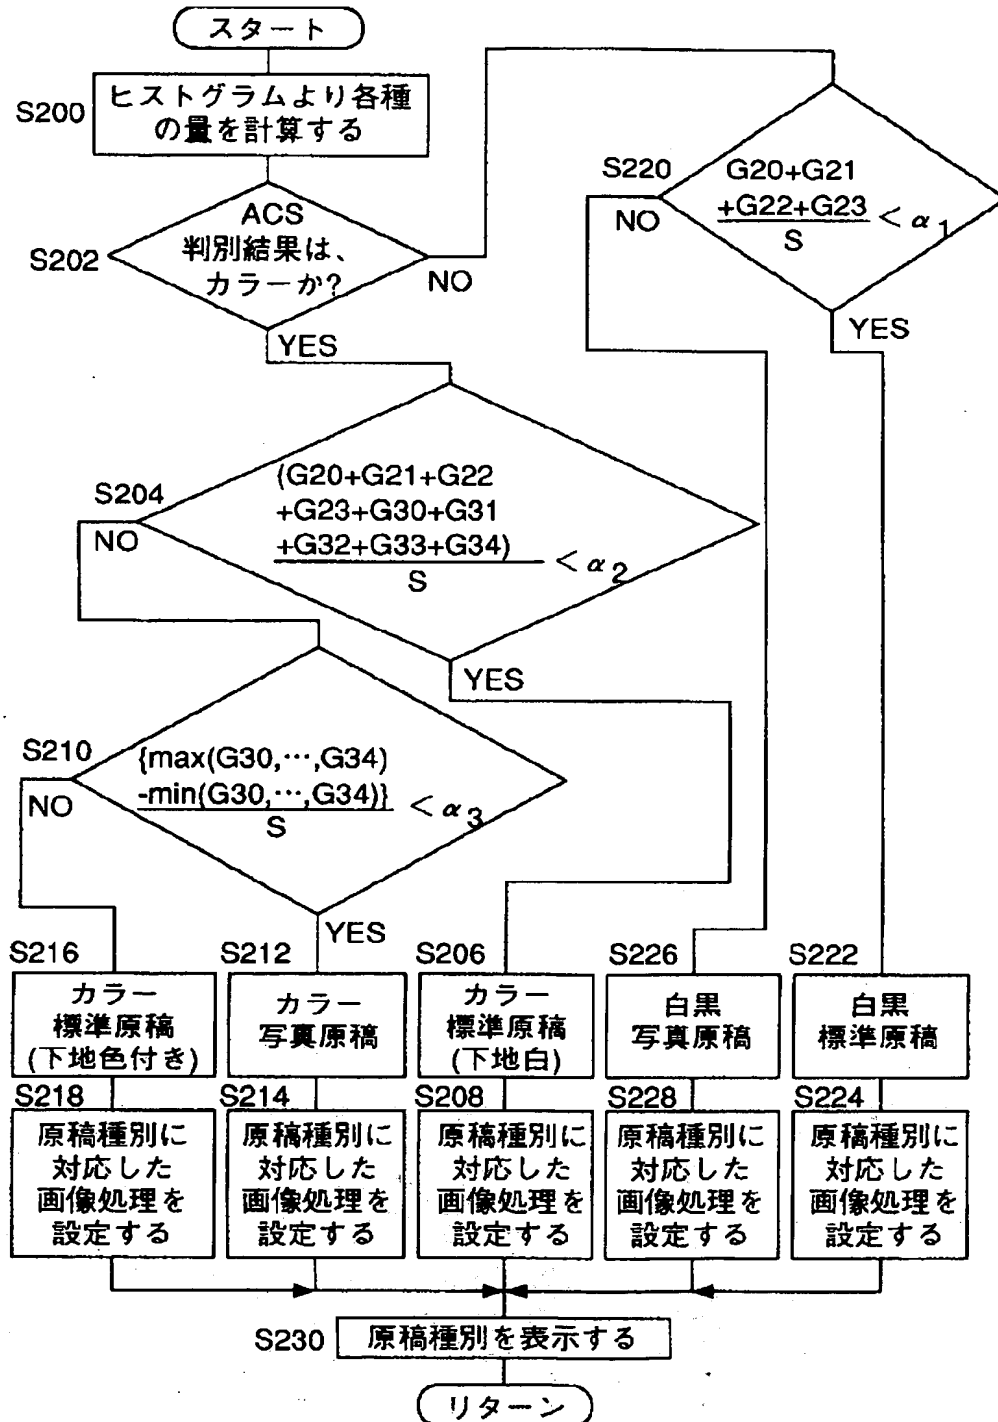 スタート
S200
ヒストグラムより各種
の量を計算する
S202
ACS
判別結果は、
カラーか?
NO
YES
S220
NO
G20+G21
+G22+G23
S
< α1
YES
S204
NO
(G20+G21+G22
+G23+G30+G31
+G32+G33+G34)
S
< α2
YES
S210
NO
{max(G30,…,G34)
-min(G30,…,G34)}
S
< α3
YES
S216
カラー
標準原稿
(下地色付き)
S212
カラー
写真原稿
S206
カラー
標準原稿
(下地白)
S226
白黒
写真原稿
S222
白黒
標準原稿
S218
原稿種別に
対応した
画像処理を
設定する
S214
原稿種別に
対応した
画像処理を
設定する
S208
原稿種別に
対応した
画像処理を
設定する
S228
原稿種別に
対応した
画像処理を
設定する
S224
原稿種別に
対応した
画像処理を
設定する
S230
原稿種別を表示する
リターン